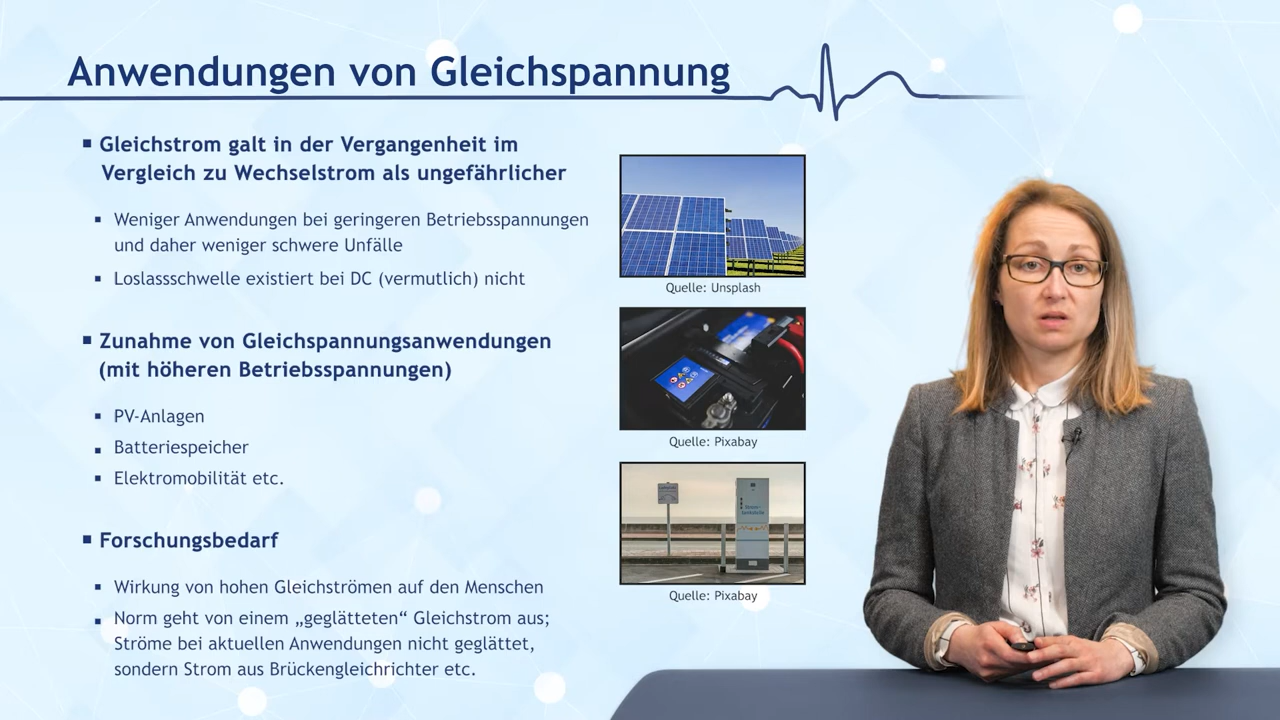 Anwendungen von Gleichspannung
▪ Gleichstrom galt in der Vergangenheit im
Vergleich zu Wechselstrom als ungefährlicher
▪ Weniger Anwendungen bei geringeren Betriebsspannungen
und daher weniger schwere Unfälle
▪ Loslassschwelle existiert bei DC (vermutlich) nicht
▪ Zunahme von Gleichspannungsanwendungen
(mit höheren Betriebsspannungen)
▪ PV-Anlagen
▪ Batteriespeicher
▪ Elektromobilität etc.
▪ Forschungsbedarf
▪ Wirkung von hohen Gleichströmen auf den Menschen
▪ Norm geht von einem „geglätteten“ Gleichstrom aus;
Ströme bei aktuellen Anwendungen nicht geglättet,
sondern Strom aus Brückengleichrichter etc.
Quelle: Unsplash
Quelle: Pixabay
Quelle: Pixabay